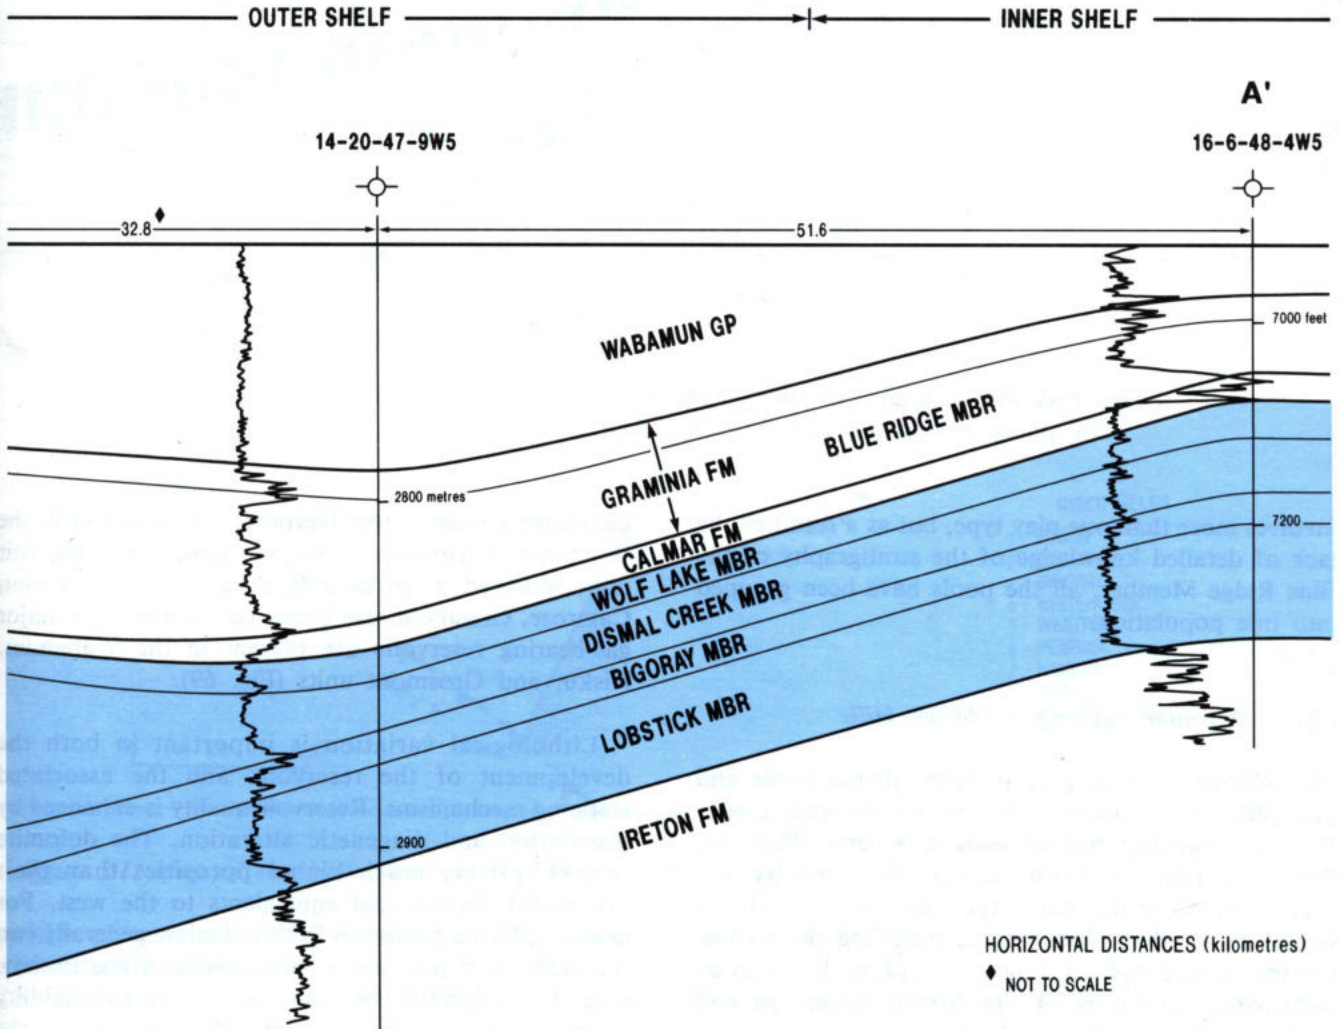 OUTER SHELF
INNER SHELF
A'
14-20-47-9W5
16-6-48-4W5
32.8
51.6
7000 feet
WABAMUN GP
BLUE RIDGE MBR
GRAMINIA FM
2800 metres
CALMAR FM
7200
WOLF LAKE MBR
DISMAL CREEK MBR
BIGORAY MBR
LOBSTICK MBR
IRETON FM
2900
HORIZONTAL DISTANCES (kilometres)
NOT TO SCALE